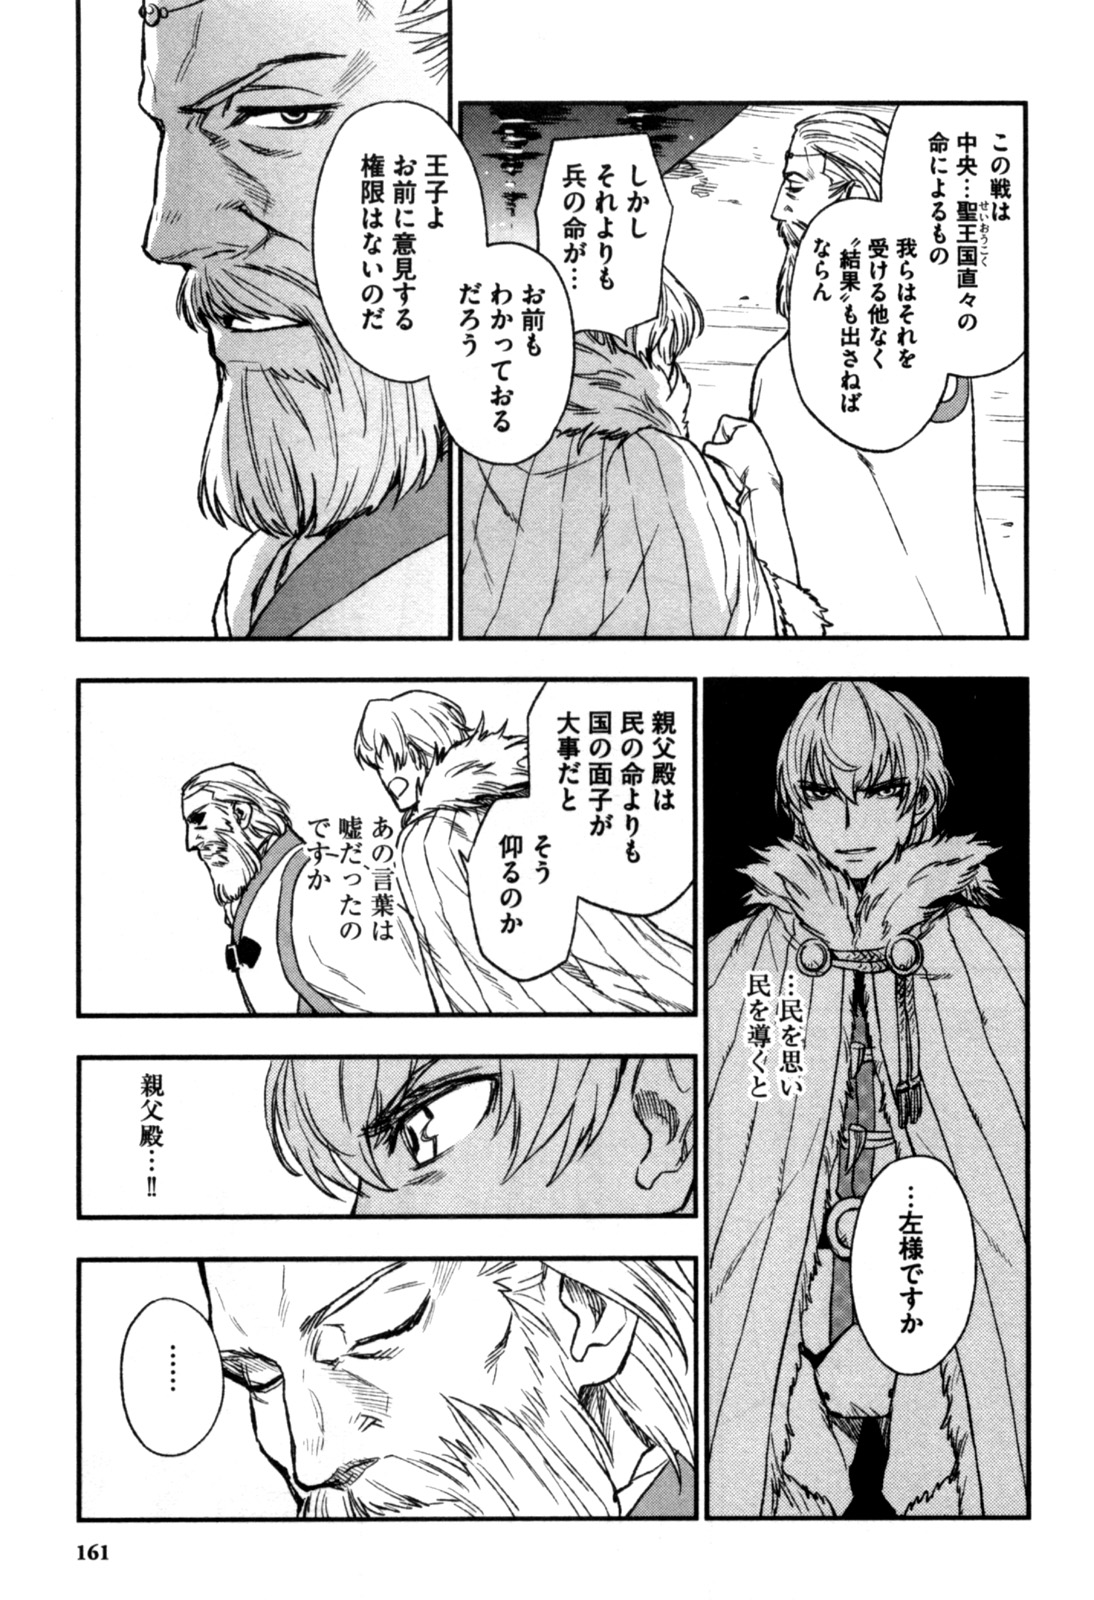 この戦は
中央…聖王国直々の
せいおうこく
命によるもの
我らはそれを
受ける他なく
〝結果〟も出さねば
ならん
しかし
それよりも
兵の命が…
お前も
わかっておる
だろう
王子よ
お前に意見する
権限はないのだ
…左様ですか
…民を思い
民を導くと
親父殿は
民の命よりも
国の面子が
大事だと
そう
仰るのか
あの言葉は
嘘だったの
ですか
親父殿…!!
……
161